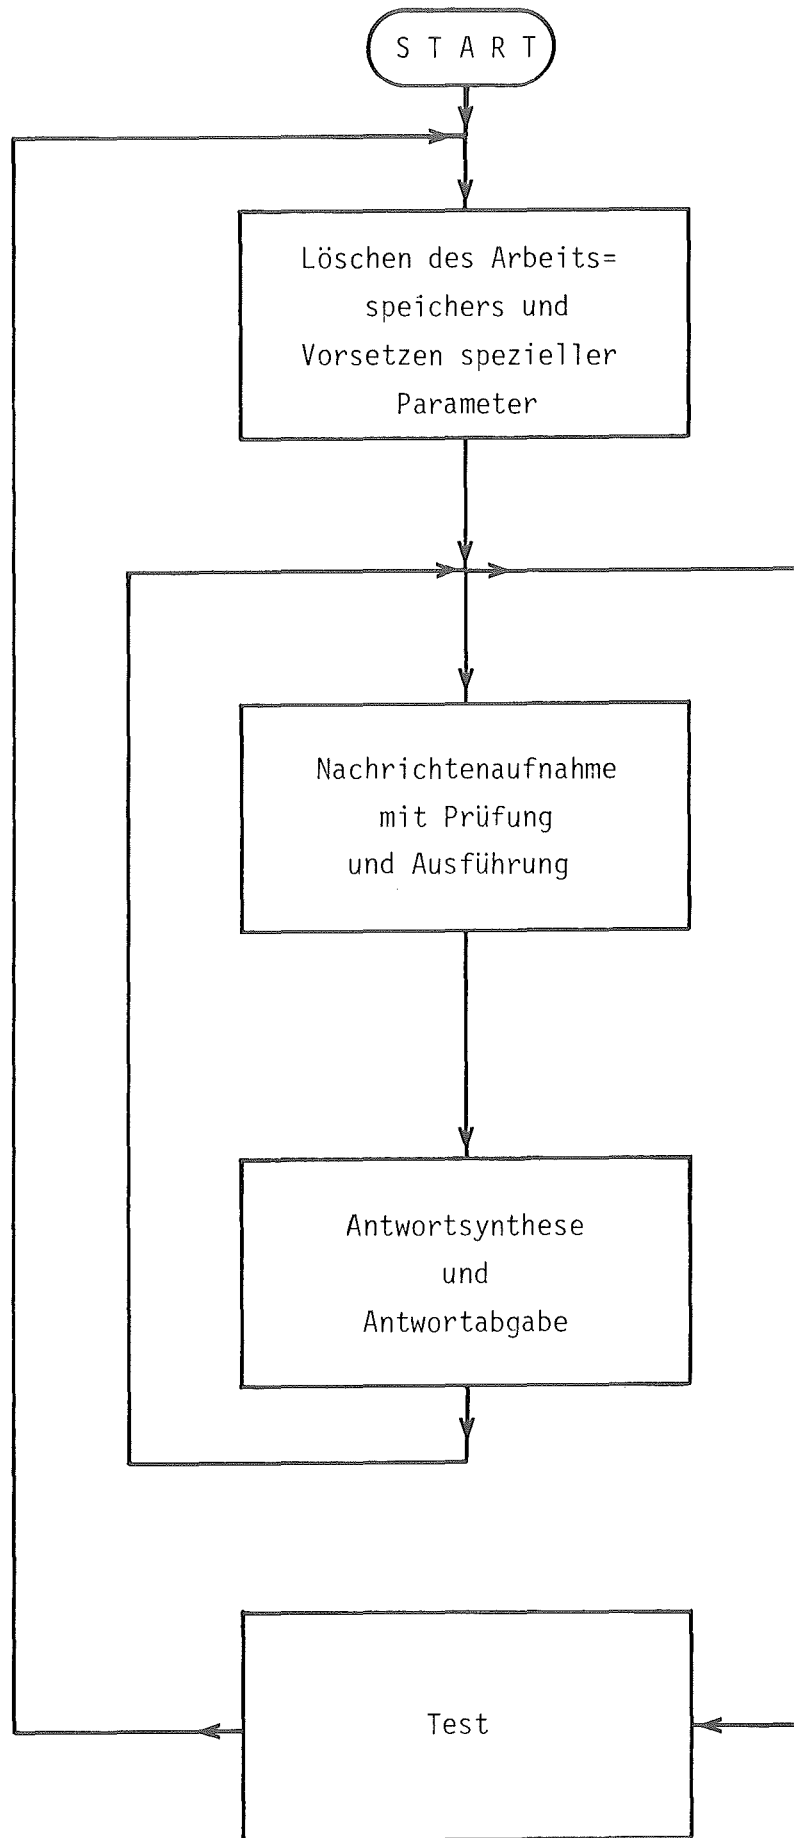 S T A R T
Löschen des Arbeits=
speichers und
Vorsetzen spezieller
Parameter
Nachrichtenaufnahme
mit Prüfung
und Ausführung
Antwortsynthese
und
Antwortabgabe
Test